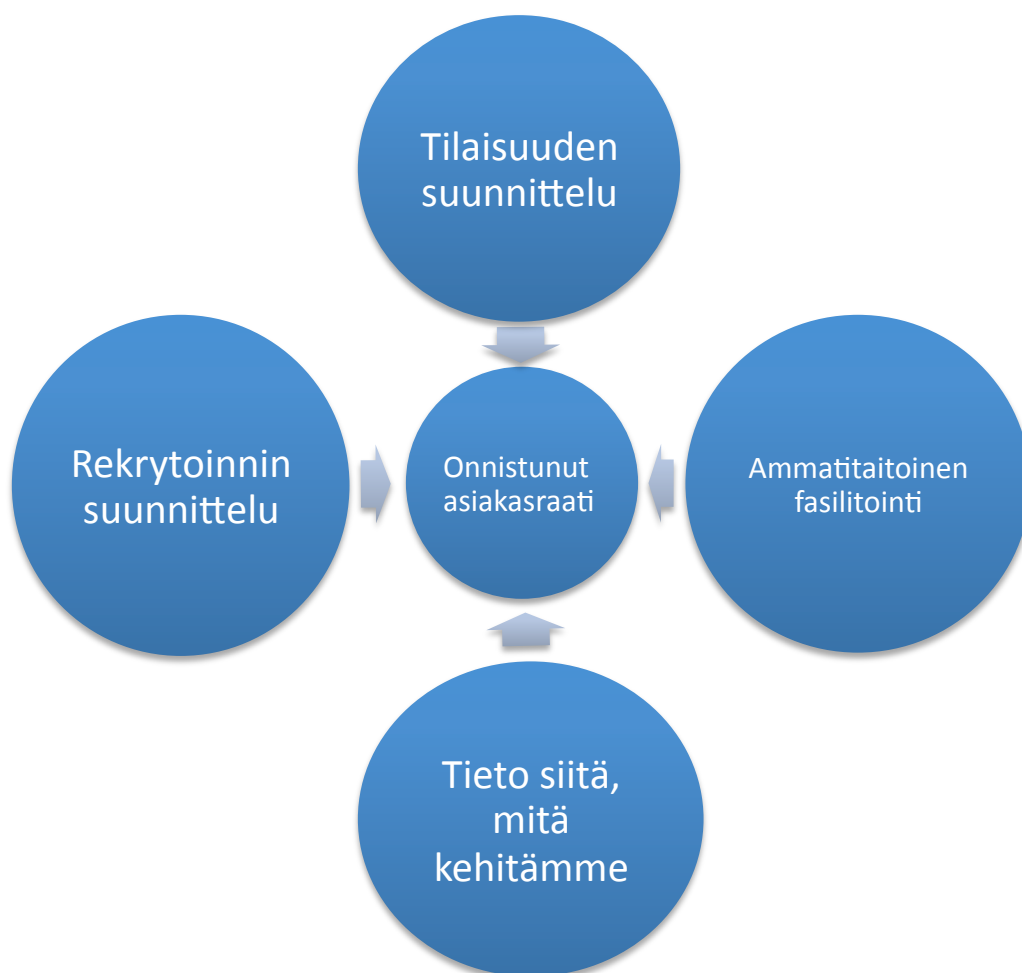 Tilaisuuden
suunnittelu
Rekrytoinnin
suunnittelu
Onnistunut
asiakasraati
Ammatitaitoinen
fasilitointi
Tieto siitä,
mitä
kehitämme